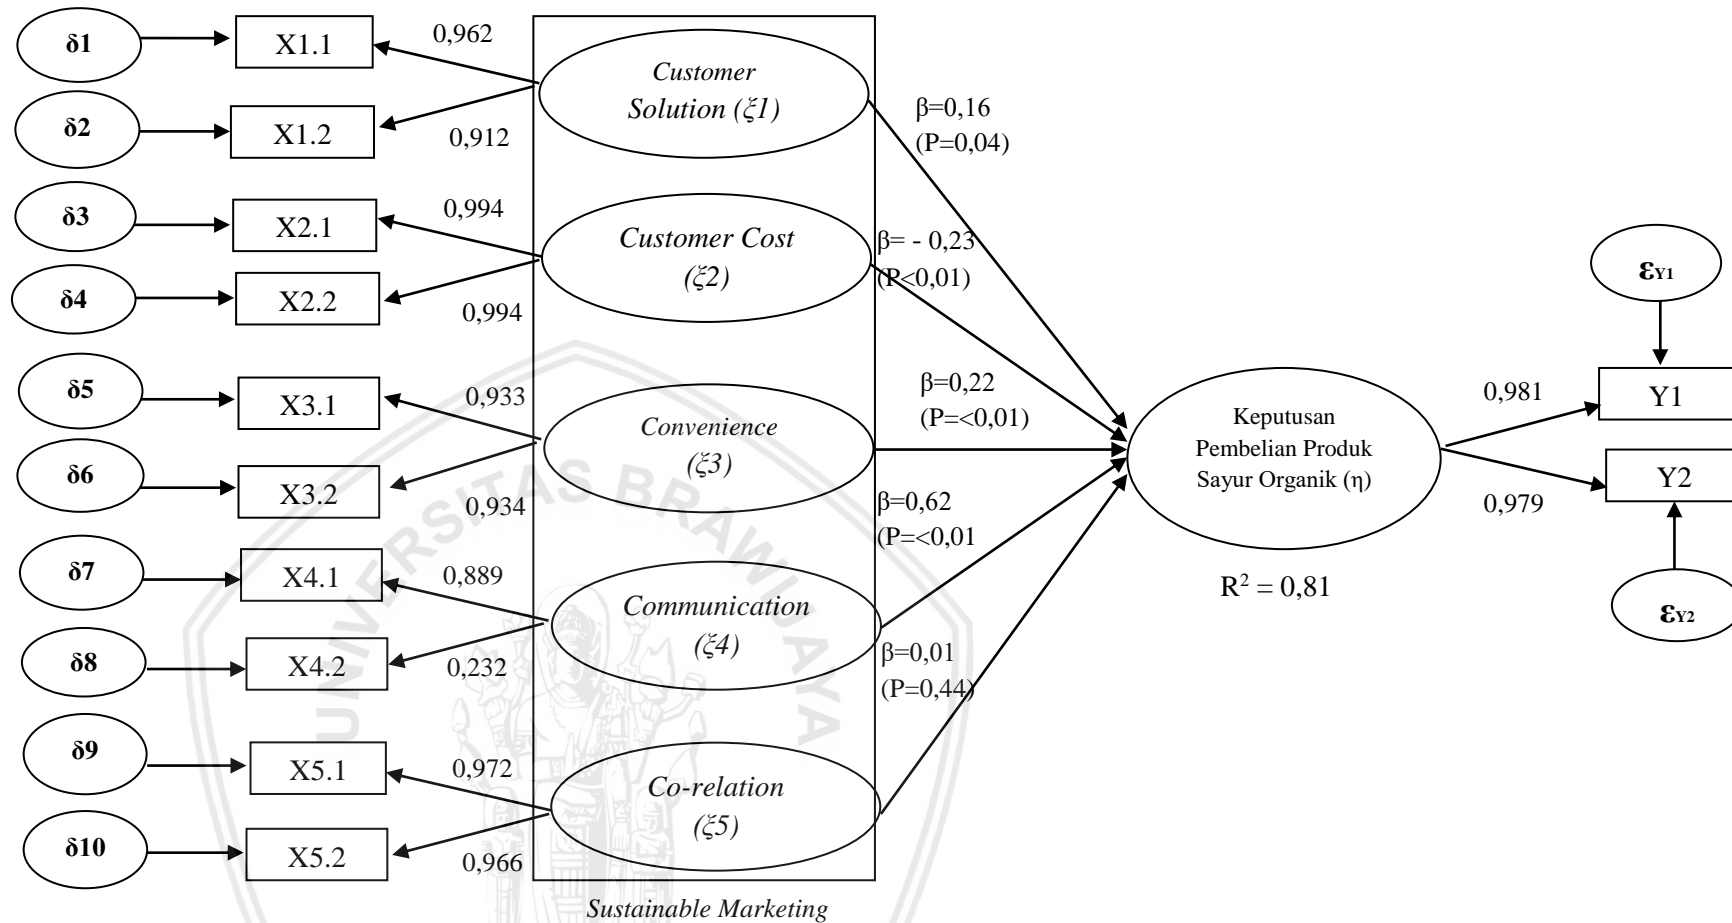 δ1
X1.1
0,962
Customer
Solution (ξ1)
β=0,16
(P=0,04)
δ2
X1.2
0,912
δ3
X2.1
0,994
Customer Cost
(ξ2)
β= - 0,23
(P<0,01)
δ4
X2.2
0,994
εY1
δ5
X3.1
0,933
Convenience
(ξ3)
β=0,22
(P=<0,01)
δ6
X3.2
0,934
Keputusan
Pembelian Produk
Sayur Organik (η)
R² = 0,81
0,981
Y1
0,979
Y2
εY2
δ7
X4.1
0,889
Communication
(ξ4)
β=0,62
(P=<0,01
δ8
X4.2
0,232
δ9
X5.1
0,972
Co-relation
(ξ5)
β=0,01
(P=0,44)
δ10
X5.2
0,966
Sustainable Marketing
UNIVERSITAS BRAWIJAYA